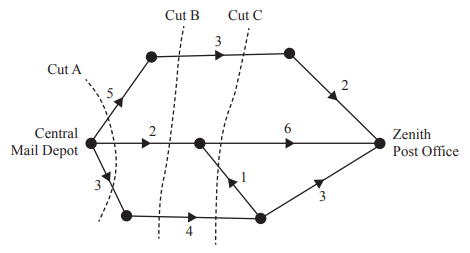 Cut B
Cut C
3
Cut A
5
2
Central
Mail Depot
2
6
Zenith
Post Office
3
1
3
4